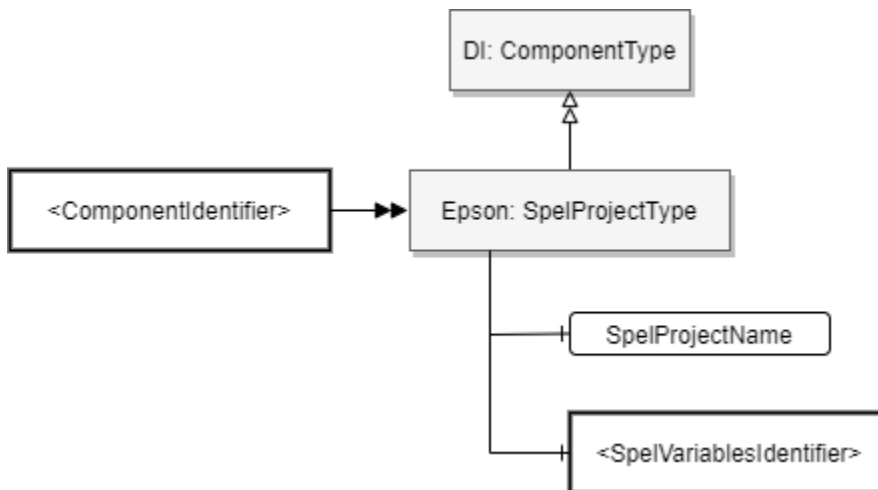 DI: ComponentType
<ComponentIdentifier>
Epson: SpelProjectType
SpelProjectName
<SpelVariablesIdentifier>